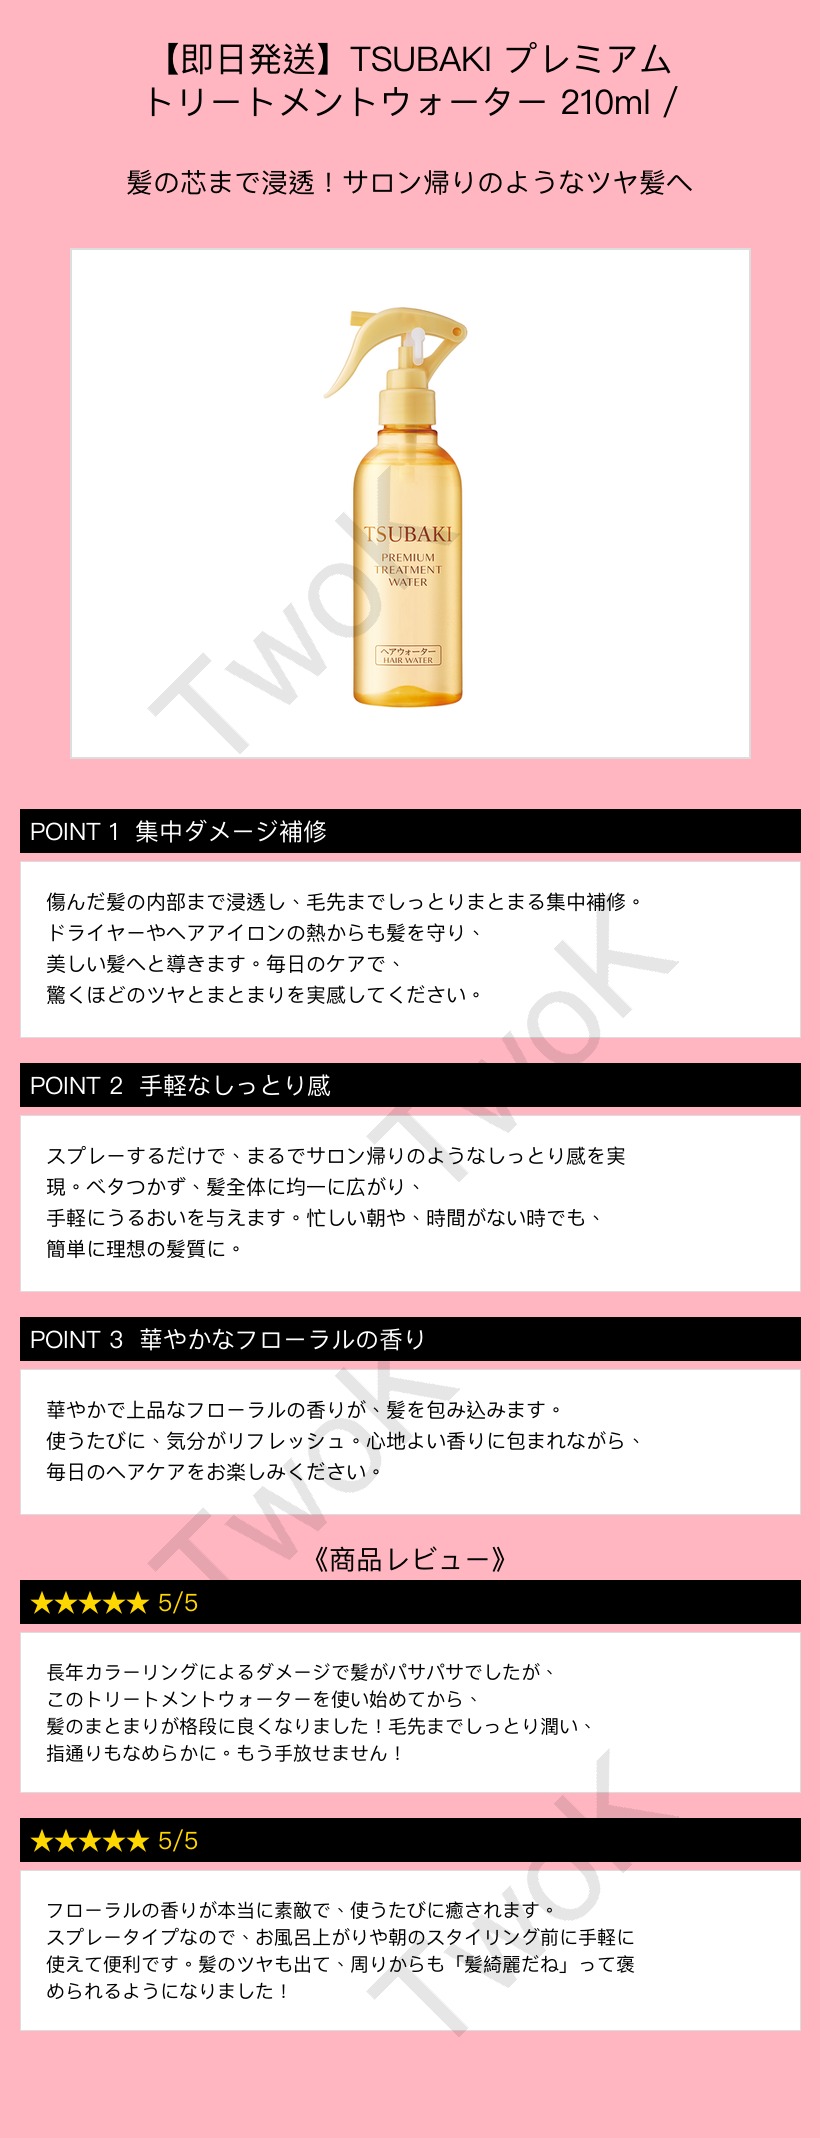 【即日発送】TSUBAKI プレミアム
トリートメントウォーター 210ml /
髪の芯まで浸透！サロン帰りのようなツヤ髪へ
TSUBAKI
PREMIUM
TREATMENT
WATER
ヘアウォーター
HAIR WATER
TwoK
POINT 1 集中ダメージ補修
傷んだ髪の内部まで浸透し、毛先までしっとりまとまる集中補修。
ドライヤーやヘアアイロンの熱からも髪を守り、
美しい髪へと導きます。毎日のケアで、
驚くほどのツヤとまとまりを実感してください。
TwoK
POINT 2 手軽なしっとり感
スプレーするだけで、まるでサロン帰りのようなしっとり感を実
現。ベタつかず、髪全体に均一に広がり、
手軽にうるおいを与えます。忙しい朝や、時間がない時でも、
簡単に理想の髪質に。
POINT 3 華やかなフローラルの香り
華やかで上品なフローラルの香りが、髪を包み込みます。
使うたびに、気分がリフレッシュ。心地よい香りに包まれながら、
毎日のヘアケアをお楽しみください。
TwoK
《商品レビュー》
★★★★★ 5/5
長年カラーリングによるダメージで髪がパサパサでしたが、
このトリートメントウォーターを使い始めてから、
髪のまとまりが格段に良くなりました！毛先までしっとり潤い、
指通りもなめらかに。もう手放せません！
★★★★★ 5/5
フローラルの香りが本当に素敵で、使うたびに癒されます。
スプレータイプなので、お風呂上がりや朝のスタイリング前に手軽に
使えて便利です。髪のツヤも出て、周りからも「髪綺麗だね」って褒
められるようになりました！
TwoK